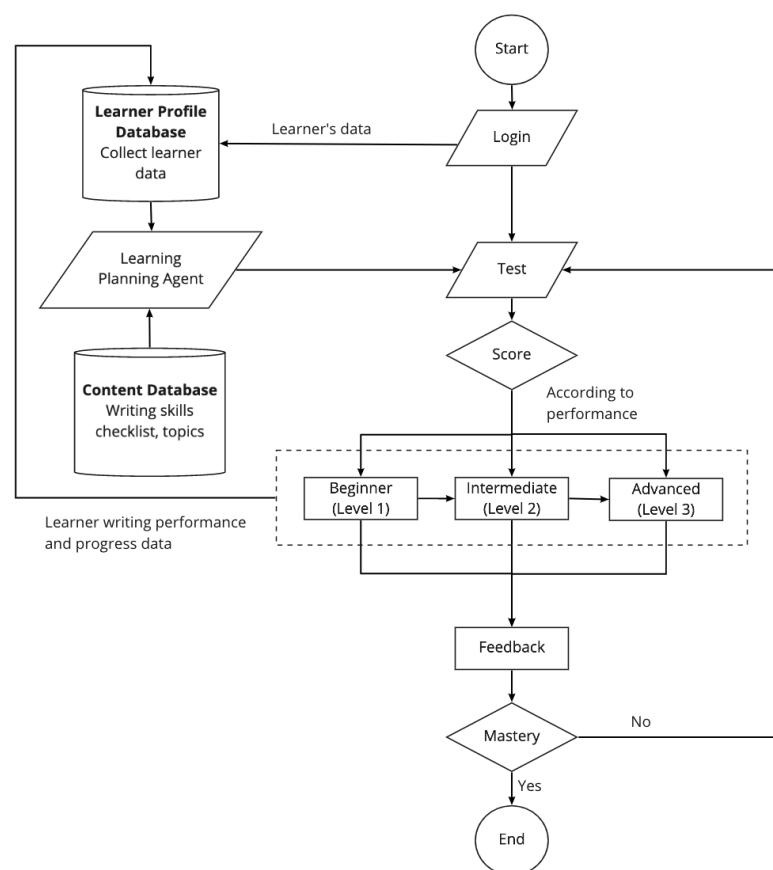 Start
Learner Profile
Database
Collect learner
data
Learner's data
Login
Learning
Planning Agent
Test
Score
Content Database
Writing skills
checklist, topics
According to
performance
Beginner
(Level 1)
Intermediate
(Level 2)
Advanced
(Level 3)
Learner writing performance
and progress data
Feedback
Mastery
No
Yes
End